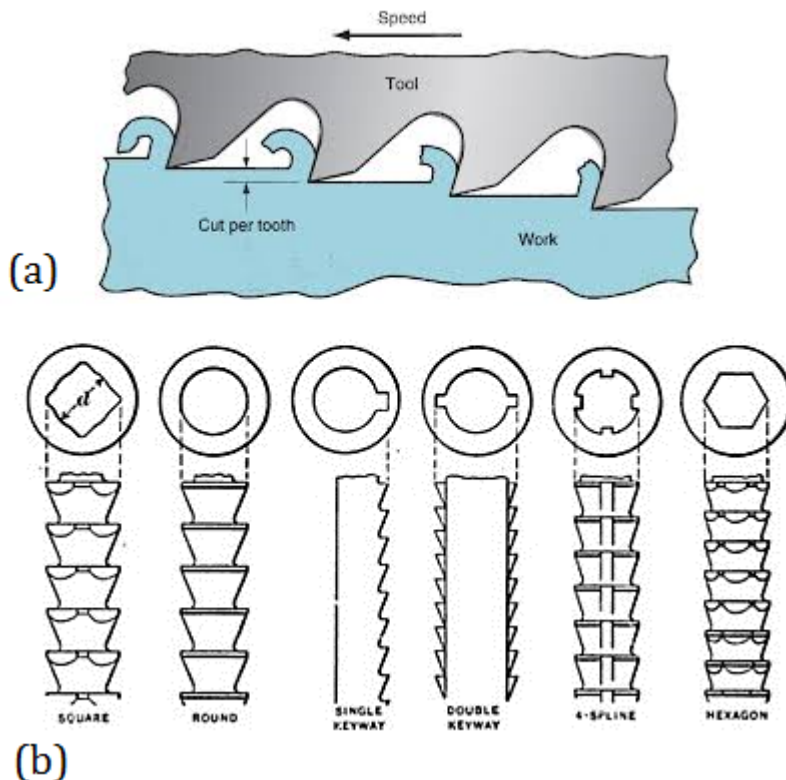 Speed
Tool
Cut per tooth
Work
(a)
d
SQUARE
ROUND
SINGLE
KEYWAY
DOUBLE
KEYWAY
4-SPLINE
HEXAGON
(b)